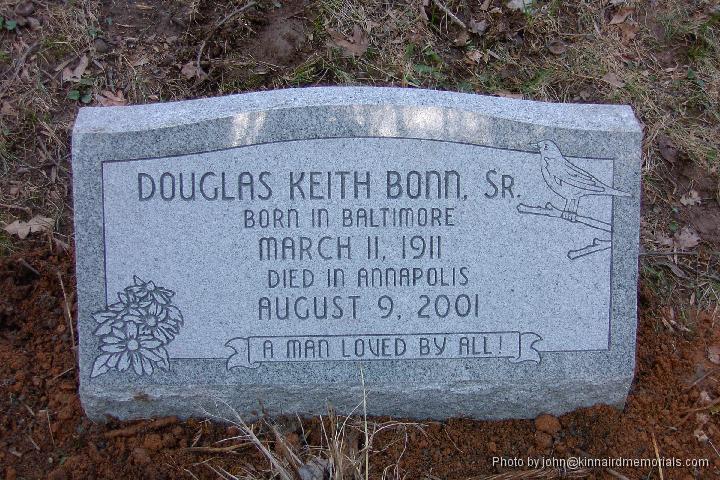 DOUGLAS KEITH BONN, SR.
BORN IN BALTIMORE
MARCH 11, 1911
DIED IN ANNAPOLIS
AUGUST 9, 2001
A MAN LOVED BY ALL!
Photo by john@kinnairdmemorials.com